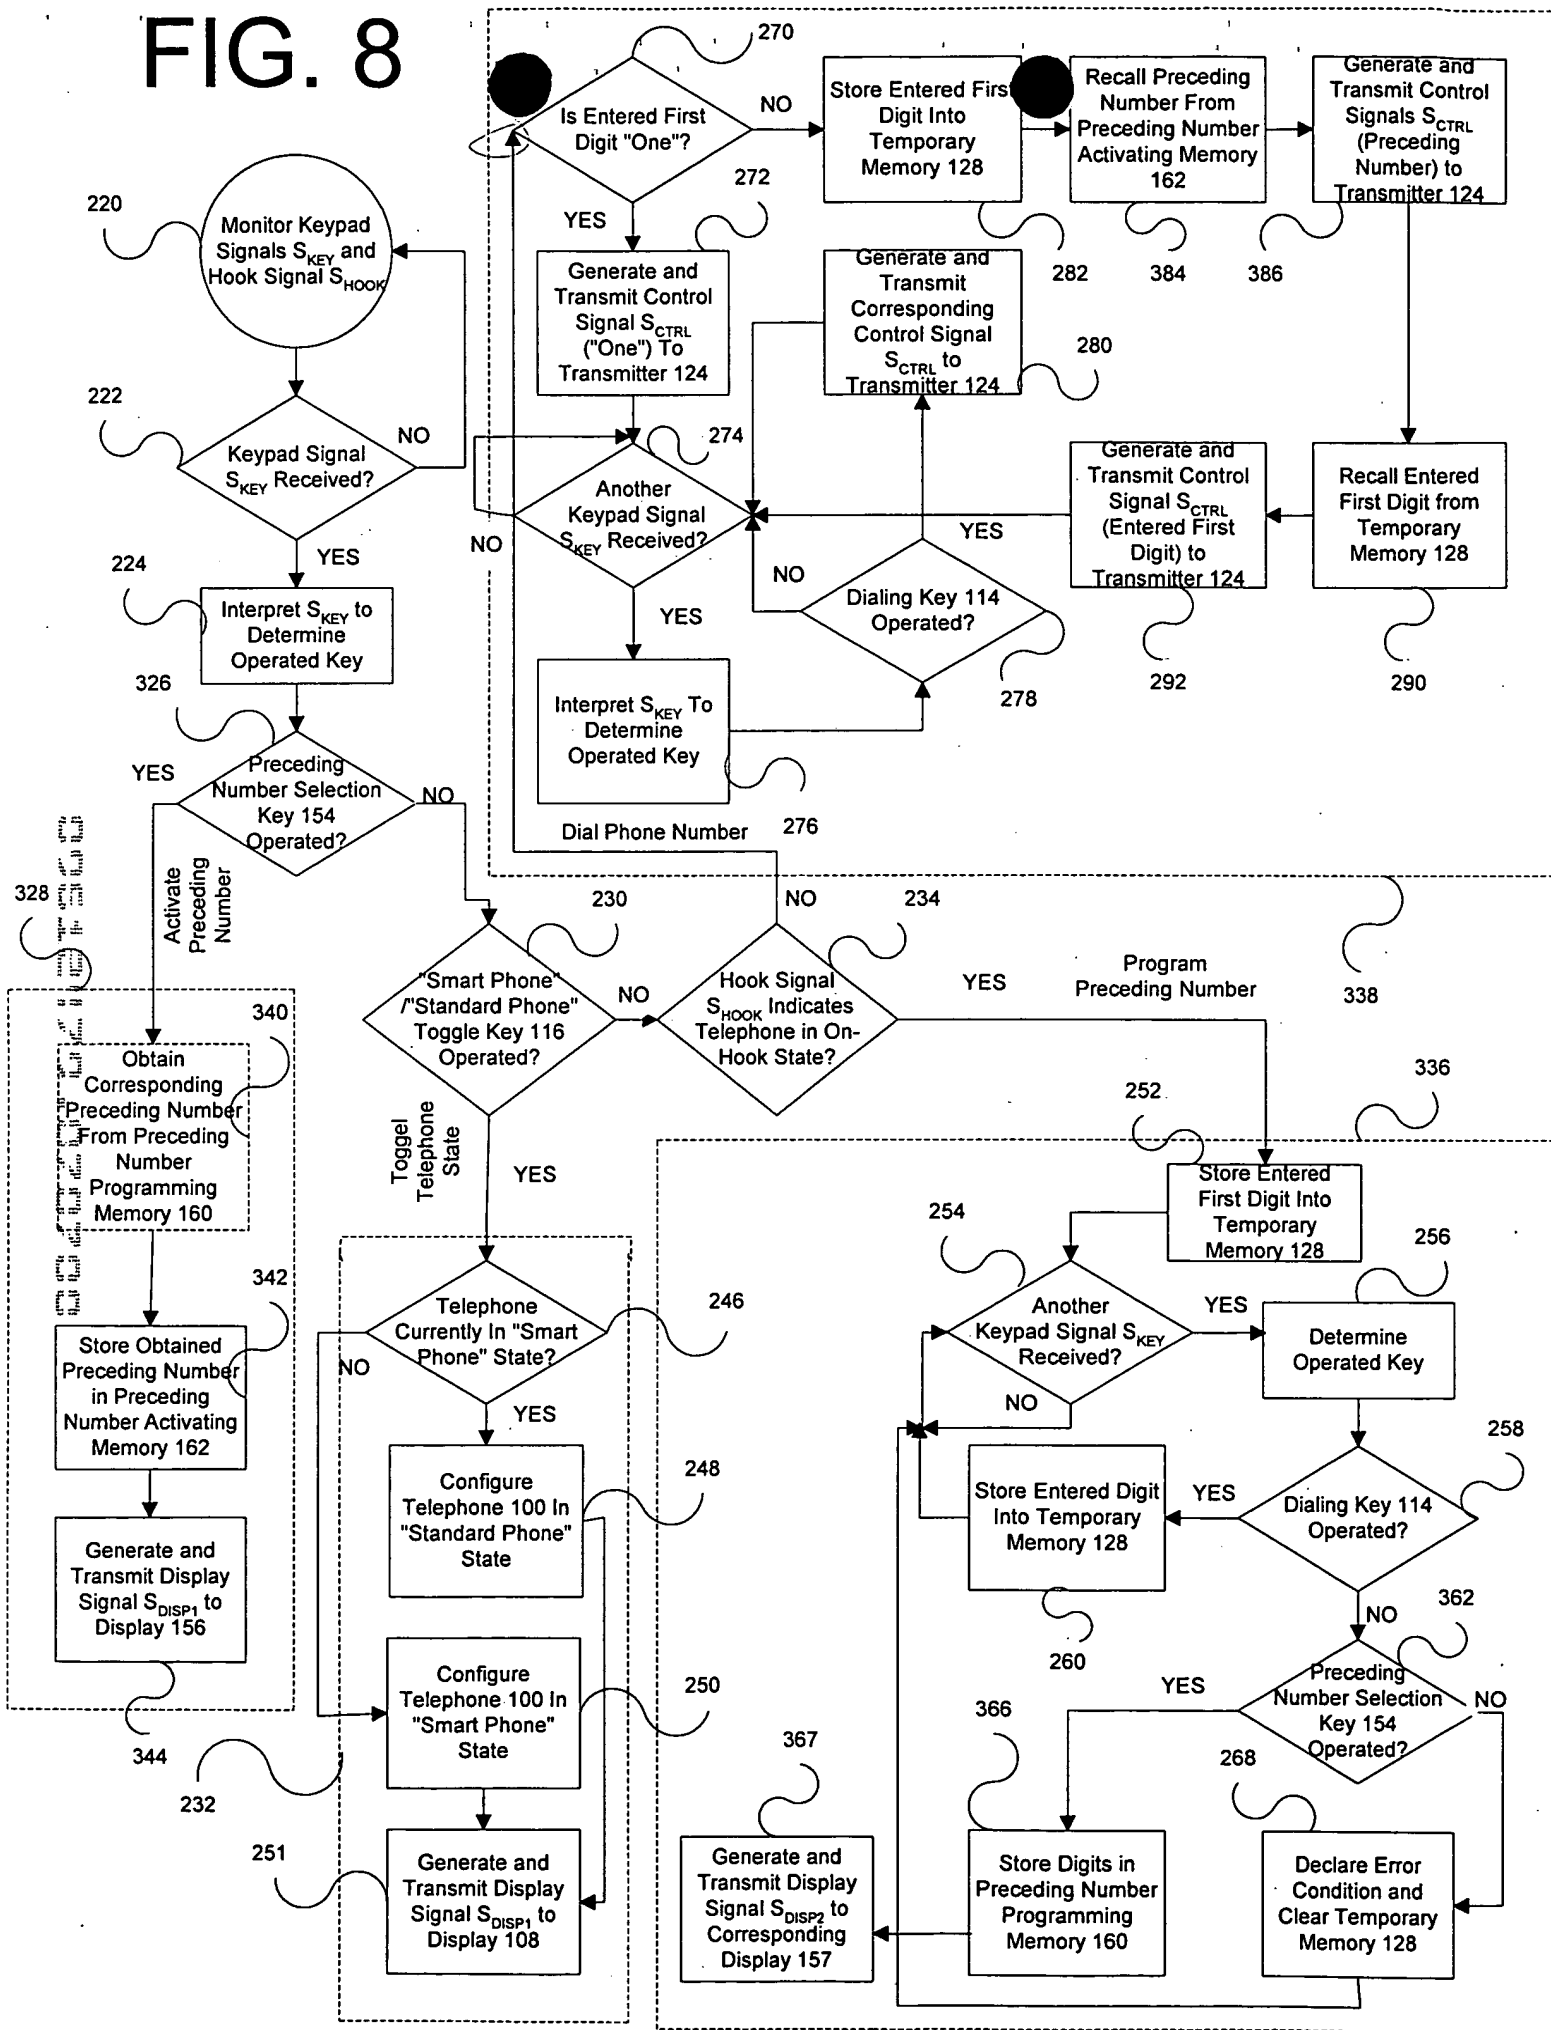 FIG. 8
270
Is Entered First
Digit "One"?
NO
YES
Store Entered First
Digit Into
Temporary
Memory 128
282
Recall Preceding
Number From
Preceding Number
Activating Memory
162
384
Generate and
Transmit Control
Signals SCTRL
(Preceding
Number) to
Transmitter 124
386
272
Generate and
Transmit Control
Signal SCTRL
("One") To
Transmitter 124
Generate and
Transmit
Corresponding
Control Signal
SCTRL to
Transmitter 124
280
274
Another
Keypad Signal
SKEY Received?
NO
YES
YES
Generate and
Transmit Control
Signal SCTRL
(Entered First
Digit) to
Transmitter 124
292
Recall Entered
First Digit from
Temporary
Memory 128
290
NO
Dialing Key 114
Operated?
278
Interpret SKEY To
Determine
Operated Key
276
Dial Phone Number
338
220
Monitor Keypad
Signals SKEY and
Hook Signal SHOOK
222
Keypad Signal
SKEY Received?
NO
YES
224
Interpret SKEY to
Determine
Operated Key
326
Preceding
Number Selection
Key 154
Operated?
YES
NO
Activate
Preceding
Number
328
340
Obtain
Corresponding
Preceding Number
From Preceding
Number
Programming
Memory 160
342
Store Obtained
Preceding Number
in Preceding
Number Activating
Memory 162
Generate and
Transmit Display
Signal SDISP1 to
Display 156
344
230
"Smart Phone"
/"Standard Phone"
Toggle Key 116
Operated?
NO
YES
Toggel
Telephone
State
234
NO
Hook Signal
SHOOK Indicates
Telephone in On-
Hook State?
YES
Program
Preceding Number
246
Telephone
Currently In "Smart
Phone" State?
NO
YES
248
Configure
Telephone 100 In
"Standard Phone"
State
250
Configure
Telephone 100 In
"Smart Phone"
State
232
251
Generate and
Transmit Display
Signal SDISP1 to
Display 108
336
252
Store Entered
First Digit Into
Temporary
Memory 128
254
Another
Keypad Signal SKEY
Received?
YES
NO
256
Determine
Operated Key
258
Dialing Key 114
Operated?
YES
NO
Store Entered Digit
Into Temporary
Memory 128
260
362
Preceding
Number Selection
Key 154
Operated?
YES
NO
366
Store Digits in
Preceding Number
Programming
Memory 160
367
Generate and
Transmit Display
Signal SDISP2 to
Corresponding
Display 157
268
Declare Error
Condition and
Clear Temporary
Memory 128